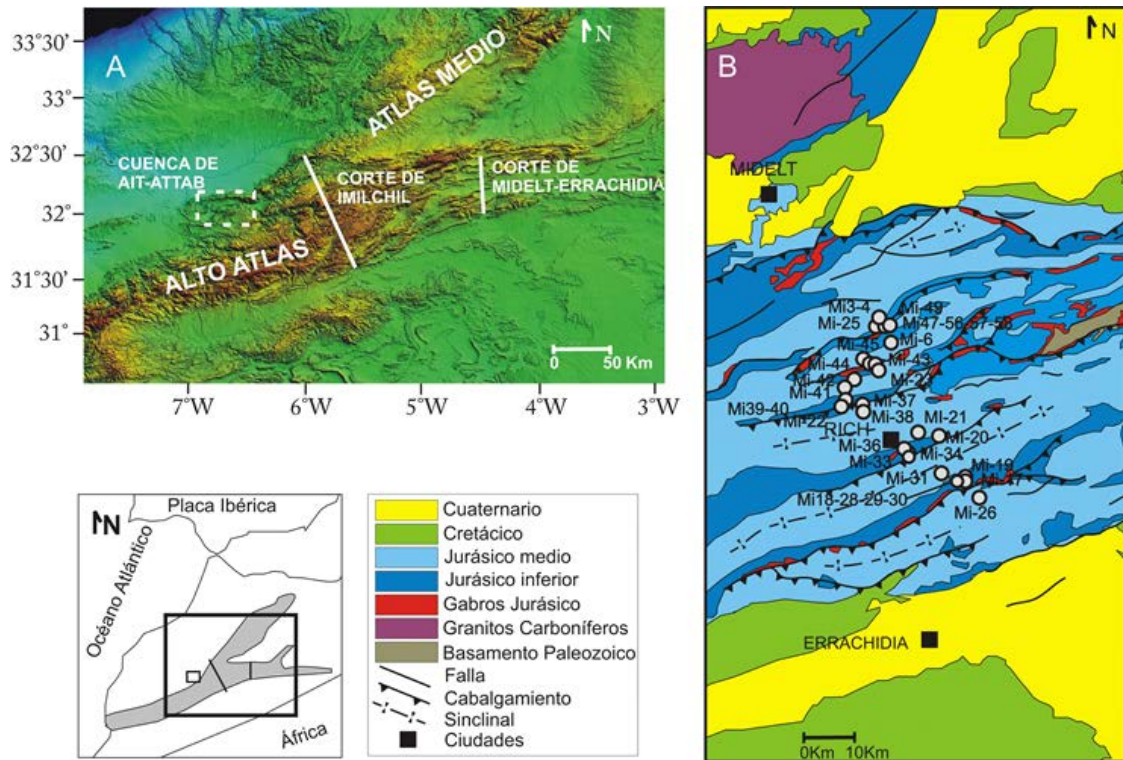 A
N
33°30'
33°
32°30'
32°
31°30'
31°
ATLAS MEDIO
CUENCA DE
AIT-ATTAB
CORTE DE
IMILCHIL
CORTE DE
MIDELT-ERRACHIDIA
ALTO ATLAS
0
50 Km
7°W
6°W
5°W
4°W
3°W
B
N
MIDELT
Mi3-4
Mi-49
Mi-25
Mi47-56-57-58
Mi-6
Mi-45
Mi-43
Mi-44
Mi-23
Mi-42
Mi-41
Mi-37
Mi39-40
Mi-22
Mi-38
RICH
MI-21
Mi-20
Mi-36
Mi-34
Mi-33
Mi-19
Mi-31
Mi-17
Mi18-28-29-30
Mi-26
ERRACHIDIA
0Km
10Km
N
Placa Ibérica
Océano Atlántico
África
Cuaternario
Cretácico
Jurásico medio
Jurásico inferior
Gabros Jurásico
Granitos Carboníferos
Basamento Paleozoico
Falla
Cabalgamiento
Sinclinal
Ciudades